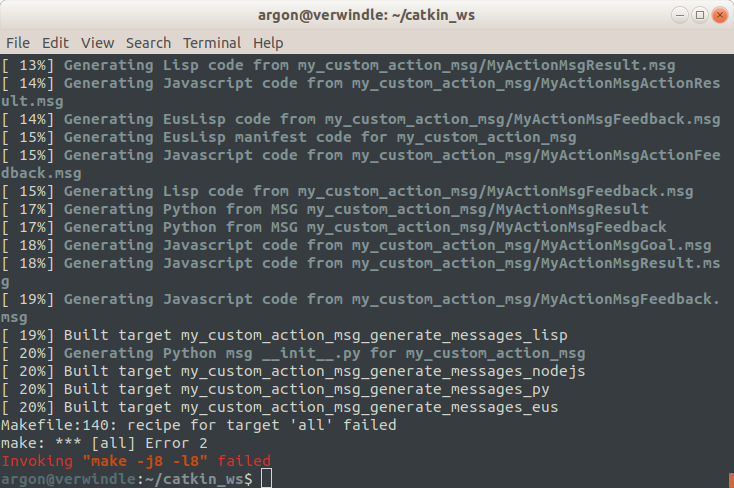 argon@verwindle: ~/catkin_ws
File Edit View Search Terminal Help
[ 13%] Generating Lisp code from my_custom_action_msg/MyActionMsgResult.msg
[ 14%] Generating Javascript code from my_custom_action_msg/MyActionMsgActionRes
ult.msg
[ 14%] Generating EusLisp code from my_custom_action_msg/MyActionMsgFeedback.msg
[ 15%] Generating EusLisp manifest code for my_custom_action_msg
[ 15%] Generating Javascript code from my_custom_action_msg/MyActionMsgActionFee
dback.msg
[ 15%] Generating Lisp code from my_custom_action_msg/MyActionMsgFeedback.msg
[ 17%] Generating Python from MSG my_custom_action_msg/MyActionMsgResult
[ 17%] Generating Python from MSG my_custom_action_msg/MyActionMsgFeedback
[ 18%] Generating Javascript code from my_custom_action_msg/MyActionMsgGoal.msg
[ 18%] Generating Javascript code from my_custom_action_msg/MyActionMsgResult.ms
g
[ 19%] Generating Javascript code from my_custom_action_msg/MyActionMsgFeedback.
msg
[ 19%] Built target my_custom_action_msg_generate_messages_lisp
[ 20%] Generating Python msg __init__.py for my_custom_action_msg
[ 20%] Built target my_custom_action_msg_generate_messages_nodejs
[ 20%] Built target my_custom_action_msg_generate_messages_py
[ 20%] Built target my_custom_action_msg_generate_messages_eus
Makefile:140: recipe for target 'all' failed
make: *** [all] Error 2
Invoking "make -j8 -l8" failed
argon@verwindle:~/catkin_ws$